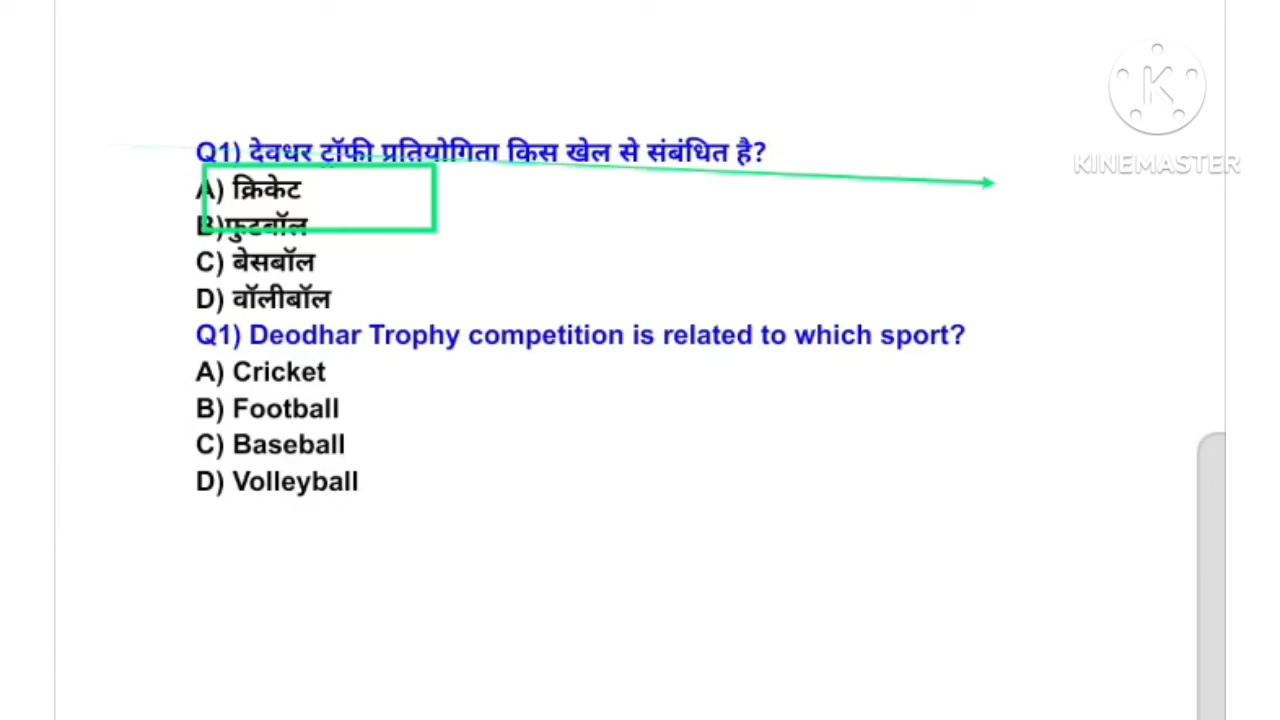 Q1) देवधर ट्रॉफी प्रतियोगिता किस खेल से संबंधित है?
A) क्रिकेट
B)फुटबॉल
C) बेसबॉल
D) वॉलीबॉल
Q1) Deodhar Trophy competition is related to which sport?
A) Cricket
B) Football
C) Baseball
D) Volleyball
K
KINEMASTER